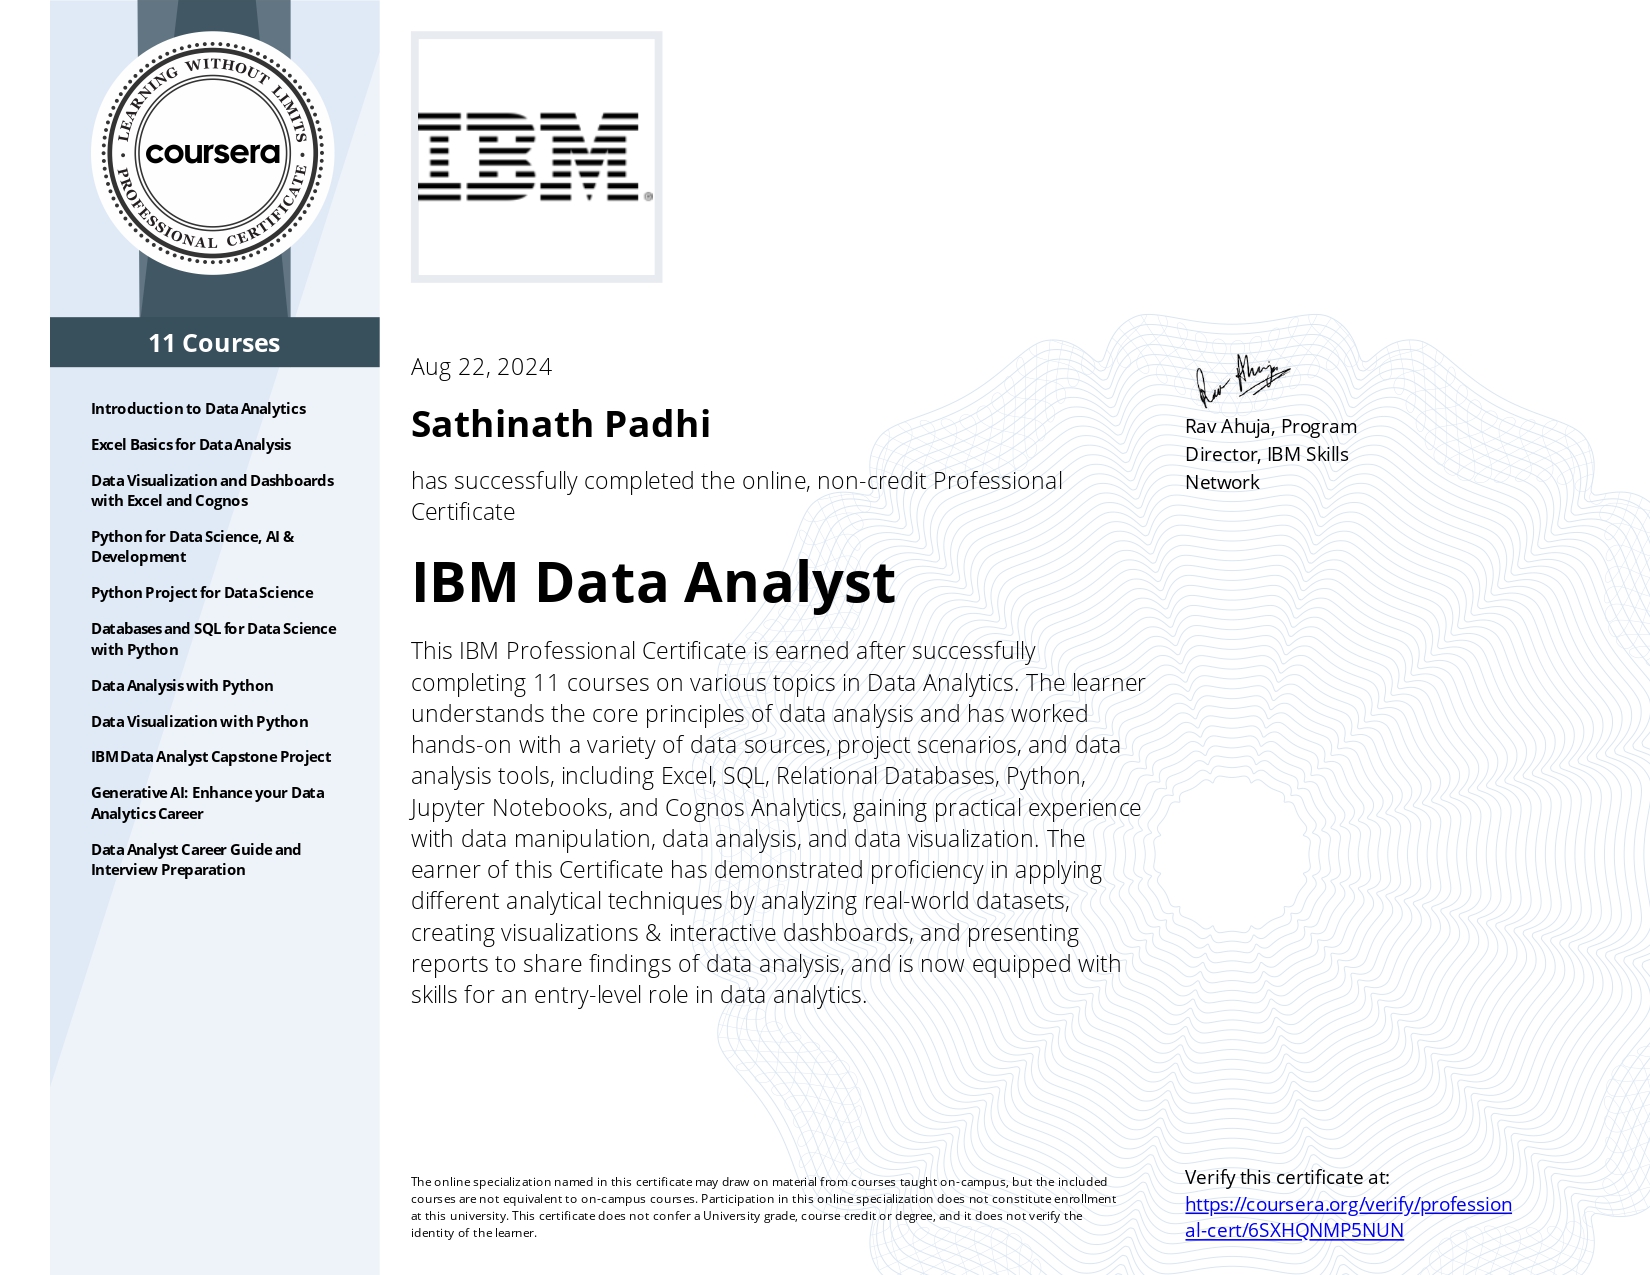 LEARNING WITHOUT LIMITS
coursera
PROFESSIONAL CERTIFICATE
11 Courses
Introduction to Data Analytics
Excel Basics for Data Analysis
Data Visualization and Dashboards
with Excel and Cognos
Python for Data Science, AI &
Development
Python Project for Data Science
Databases and SQL for Data Science
with Python
Data Analysis with Python
Data Visualization with Python
IBM Data Analyst Capstone Project
Generative AI: Enhance your Data
Analytics Career
Data Analyst Career Guide and
Interview Preparation
IBM®
Aug 22, 2024
Sathinath Padhi
has successfully completed the online, non-credit Professional
Certificate
IBM Data Analyst
This IBM Professional Certificate is earned after successfully
completing 11 courses on various topics in Data Analytics. The learner
understands the core principles of data analysis and has worked
hands-on with a variety of data sources, project scenarios, and data
analysis tools, including Excel, SQL, Relational Databases, Python,
Jupyter Notebooks, and Cognos Analytics, gaining practical experience
with data manipulation, data analysis, and data visualization. The
earner of this Certificate has demonstrated proficiency in applying
different analytical techniques by analyzing real-world datasets,
creating visualizations & interactive dashboards, and presenting
reports to share findings of data analysis, and is now equipped with
skills for an entry-level role in data analytics.
Rav Ahuja
Rav Ahuja, Program
Director, IBM Skills
Network
The online specialization named in this certificate may draw on material from courses taught on-campus, but the included
courses are not equivalent to on-campus courses. Participation in this online specialization does not constitute enrollment
at this university. This certificate does not confer a University grade, course credit or degree, and it does not verify the
identity of the learner.
Verify this certificate at:
https://coursera.org/verify/profession
al-cert/6SXHQNMP5NUN